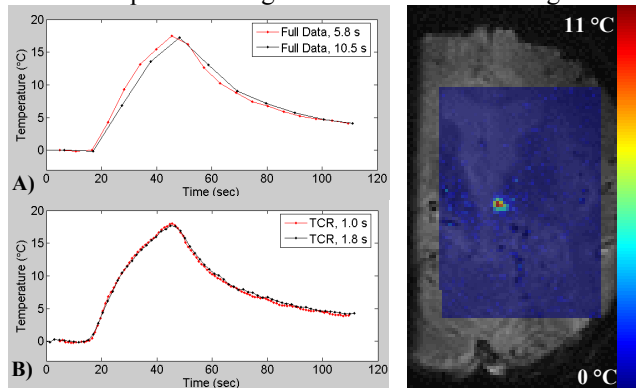 Temperature (°C)
20
15
10
5
0
0 20 40 60 80 100 120
Time (sec)
Full Data, 5.8 s
Full Data, 10.5 s
A)
Temperature (°C)
20
15
10
5
0
0 20 40 60 80 100 120
Time (sec)
TCR, 1.0 s
TCR, 1.8 s
B)
11 °C
0 °C